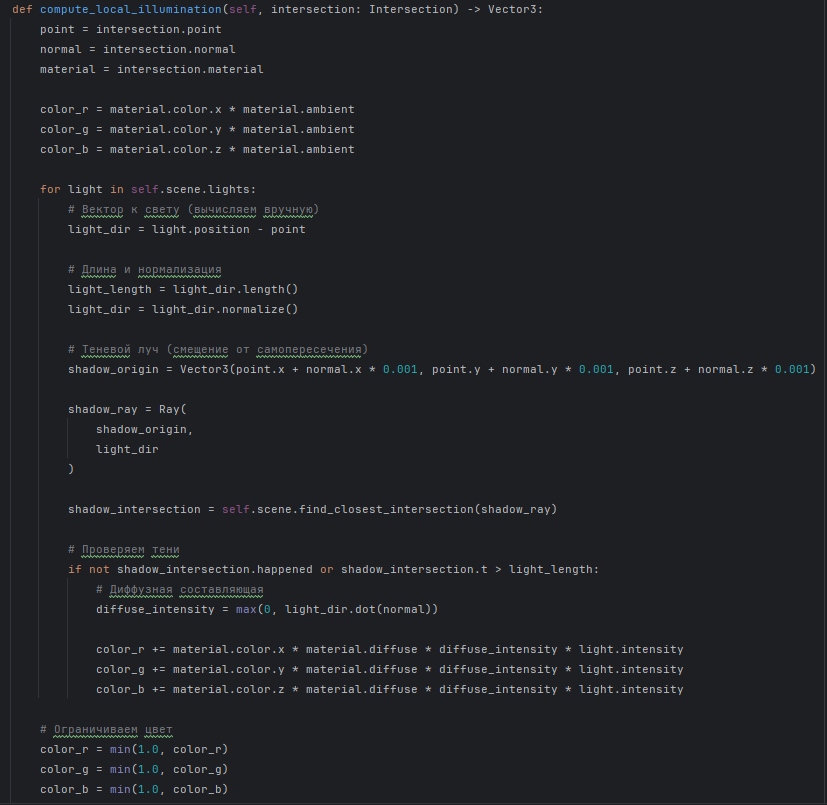 def compute_local_illumination(self, intersection: Intersection) -> Vector3:
point = intersection.point
normal = intersection.normal
material = intersection.material
color_r = material.color.x * material.ambient
color_g = material.color.y * material.ambient
color_b = material.color.z * material.ambient
for light in self.scene.lights:
# Вектор к свету (вычисляем вручную)
light_dir = light.position - point
# Длина и нормализация
light_length = light_dir.length()
light_dir = light_dir.normalize()
# Теневой луч (смещение от самопересечения)
shadow_origin = Vector3(point.x + normal.x * 0.001, point.y + normal.y * 0.001, point.z + normal.z * 0.001)
shadow_ray = Ray(
shadow_origin,
light_dir
)
shadow_intersection = self.scene.find_closest_intersection(shadow_ray)
# Проверяем тени
if not shadow_intersection.happened or shadow_intersection.t > light_length:
# Диффузная составляющая
diffuse_intensity = max(0, light_dir.dot(normal))
color_r += material.color.x * material.diffuse * diffuse_intensity * light.intensity
color_g += material.color.y * material.diffuse * diffuse_intensity * light.intensity
color_b += material.color.z * material.diffuse * diffuse_intensity * light.intensity
# Ограничиваем цвет
color_r = min(1.0, color_r)
color_g = min(1.0, color_g)
color_b = min(1.0, color_b)